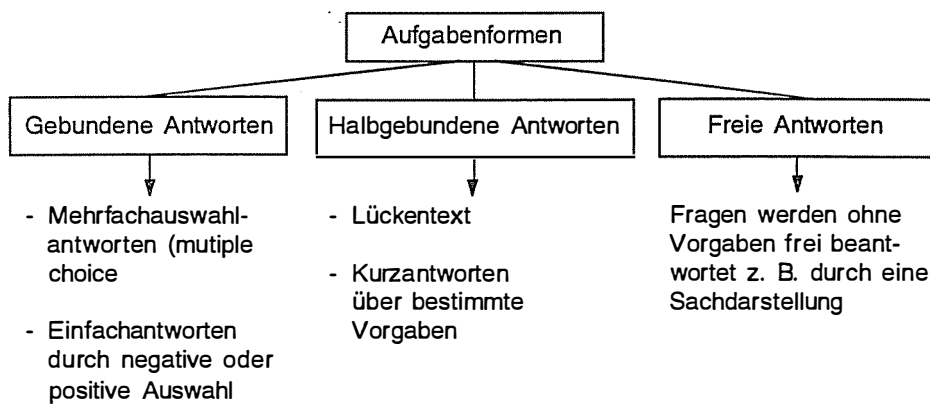 Aufgabenformen
Gebundene Antworten
Halbgebundene Antworten
Freie Antworten
- Mehrfachauswahl-
antworten (mutiple
choice
- Einfachantworten
durch negative oder
positive Auswahl
- Lückentext
- Kurzantworten
über bestimmte
Vorgaben
Fragen werden ohne
Vorgaben frei beant-
wortet z. B. durch eine
Sachdarstellung